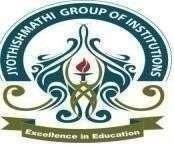 JYOTHISHMATHI GROUP OF INSTITUTIONS
Excellence in Education